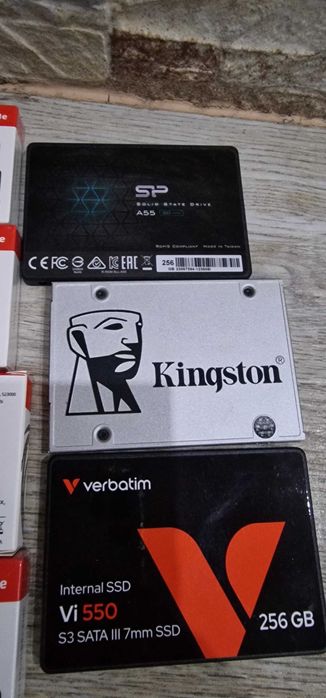 SP
SOLID STATE DRIVE
A55
RoHS COMPLIANT MADE IN TAIWAN
256 GB
Kingston®
verbatim
Internal SSD
Vi 550
S3 SATA III 7mm SSD
256 GB